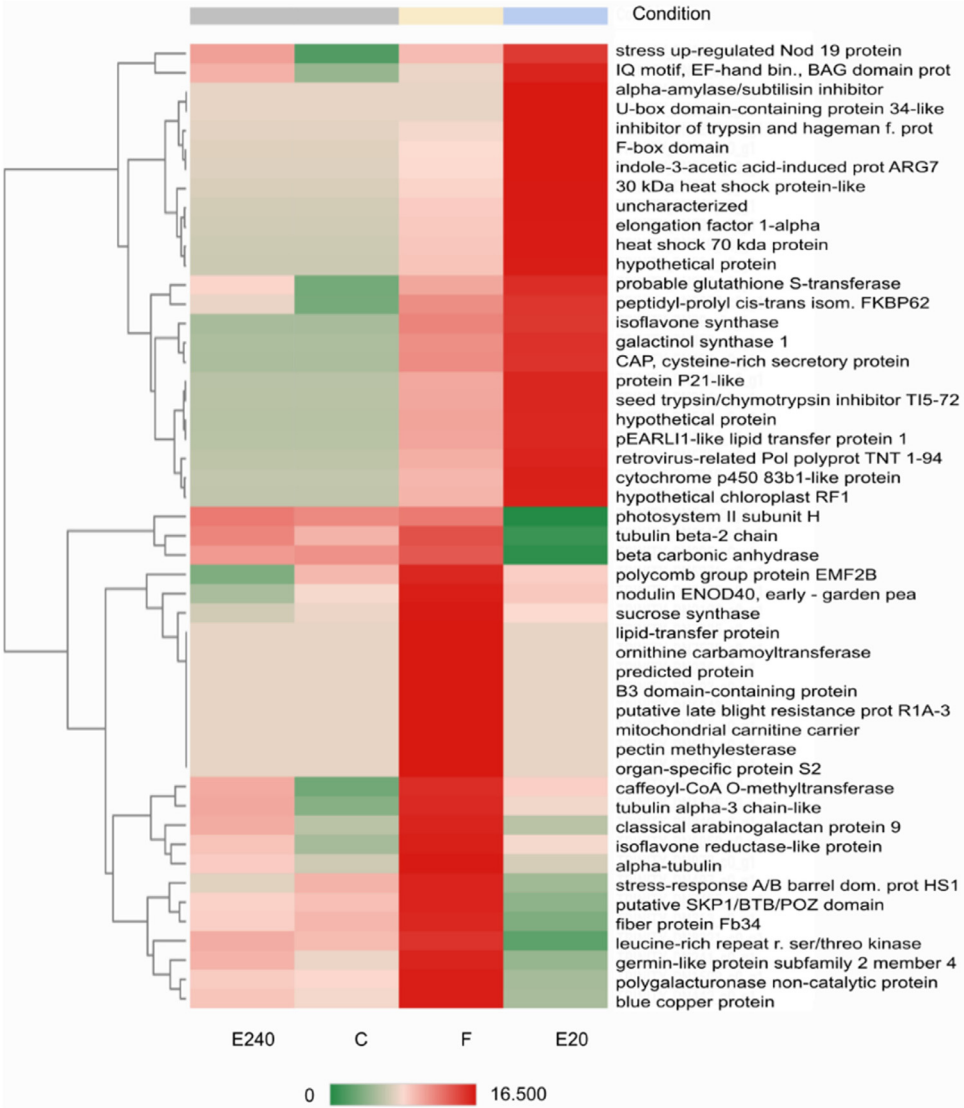 Condition
stress up-regulated Nod 19 protein
IQ motif, EF-hand bin., BAG domain prot
alpha-amylase/subtilisin inhibitor
U-box domain-containing protein 34-like
inhibitor of trypsin and hageman f. prot
F-box domain
indole-3-acetic acid-induced prot ARG7
30 kDa heat shock protein-like
uncharacterized
elongation factor 1-alpha
heat shock 70 kda protein
hypothetical protein
probable glutathione S-transferase
peptidyl-prolyl cis-trans isom. FKBP62
isoflavone synthase
galactinol synthase 1
CAP, cysteine-rich secretory protein
protein P21-like
seed trypsin/chymotrypsin inhibitor TI5-72
hypothetical protein
pEARLI1-like lipid transfer protein 1
retrovirus-related Pol polyprot TNT 1-94
cytochrome p450 83b1-like protein
hypothetical chloroplast RF1
photosystem II subunit H
tubulin beta-2 chain
beta carbonic anhydrase
polycomb group protein EMF2B
nodulin ENOD40, early - garden pea
sucrose synthase
lipid-transfer protein
ornithine carbamoyltransferase
predicted protein
B3 domain-containing protein
putative late blight resistance prot R1A-3
mitochondrial carnitine carrier
pectin methylesterase
organ-specific protein S2
caffeoyl-CoA O-methyltransferase
tubulin alpha-3 chain-like
classical arabinogalactan protein 9
isoflavone reductase-like protein
alpha-tubulin
stress-response A/B barrel dom. prot HS1
putative SKP1/BTB/POZ domain
fiber protein Fb34
leucine-rich repeat r. ser/threo kinase
germin-like protein subfamily 2 member 4
polygalacturonase non-catalytic protein
blue copper protein
E240 C F E20
0 16.500